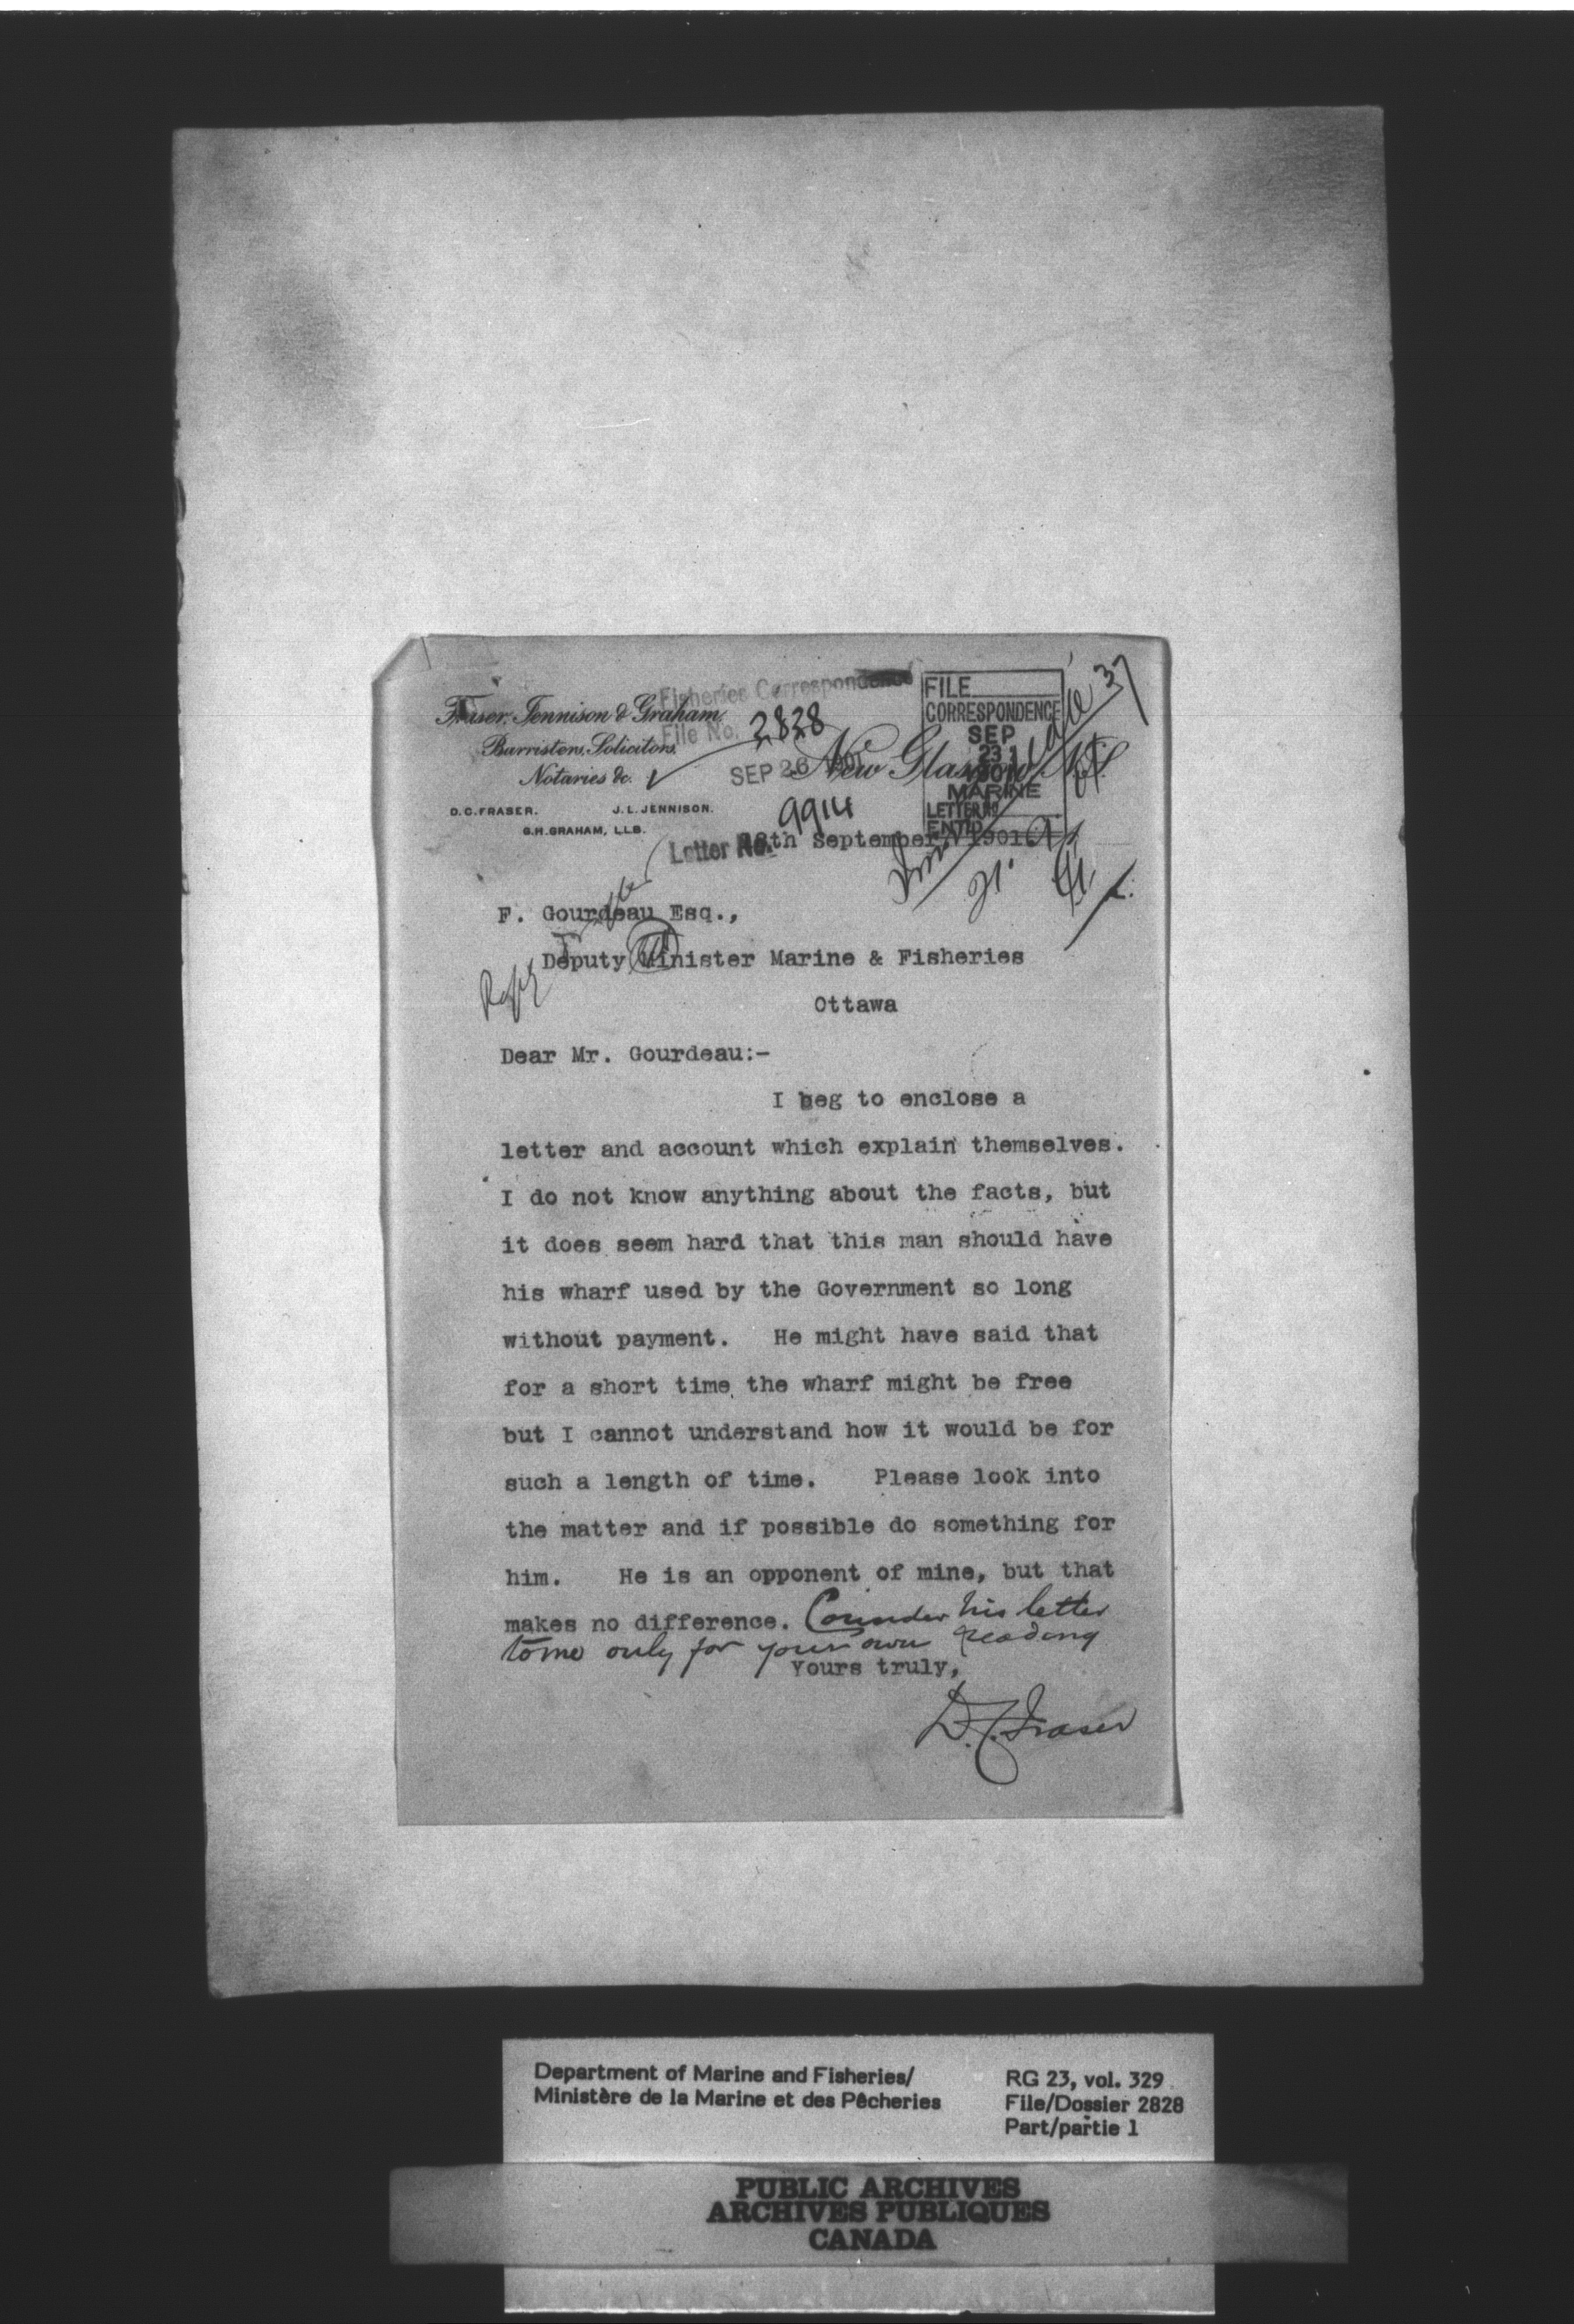 Fraser, Jennison & Graham.
Barristers, Solicitors,
Notaries &c.
D.C. FRASER. J.L. JENNISON.
G.H. GRAHAM, LLB.
Fisheries Correspondence
File No. 2828
SEP 26 1901
Letter No. 9914
FILE
CORRESPONDENCE
SEP
23
1901
MARINE
LETTER NO
ENT'D
New Glasgow, N.S.
th September, 1901.
Reply
F. Gourdeau Esq.,
Deputy Minister Marine & Fisheries
Ottawa
Dear Mr. Gourdeau:-
I beg to enclose a
letter and account which explain themselves.
I do not know anything about the facts, but
it does seem hard that this man should have
his wharf used by the Government so long
without payment. He might have said that
for a short time the wharf might be free
but I cannot understand how it would be for
such a length of time. Please look into
the matter and if possible do something for
him. He is an opponent of mine, but that
makes no difference. Consider his letter
to me only for your own reading
Yours truly,
D.C. Fraser
Department of Marine and Fisheries/
Ministère de la Marine et des Pêcheries
RG 23, vol. 329
File/Dossier 2828
Part/partie 1
PUBLIC ARCHIVES
ARCHIVES PUBLIQUES
CANADA